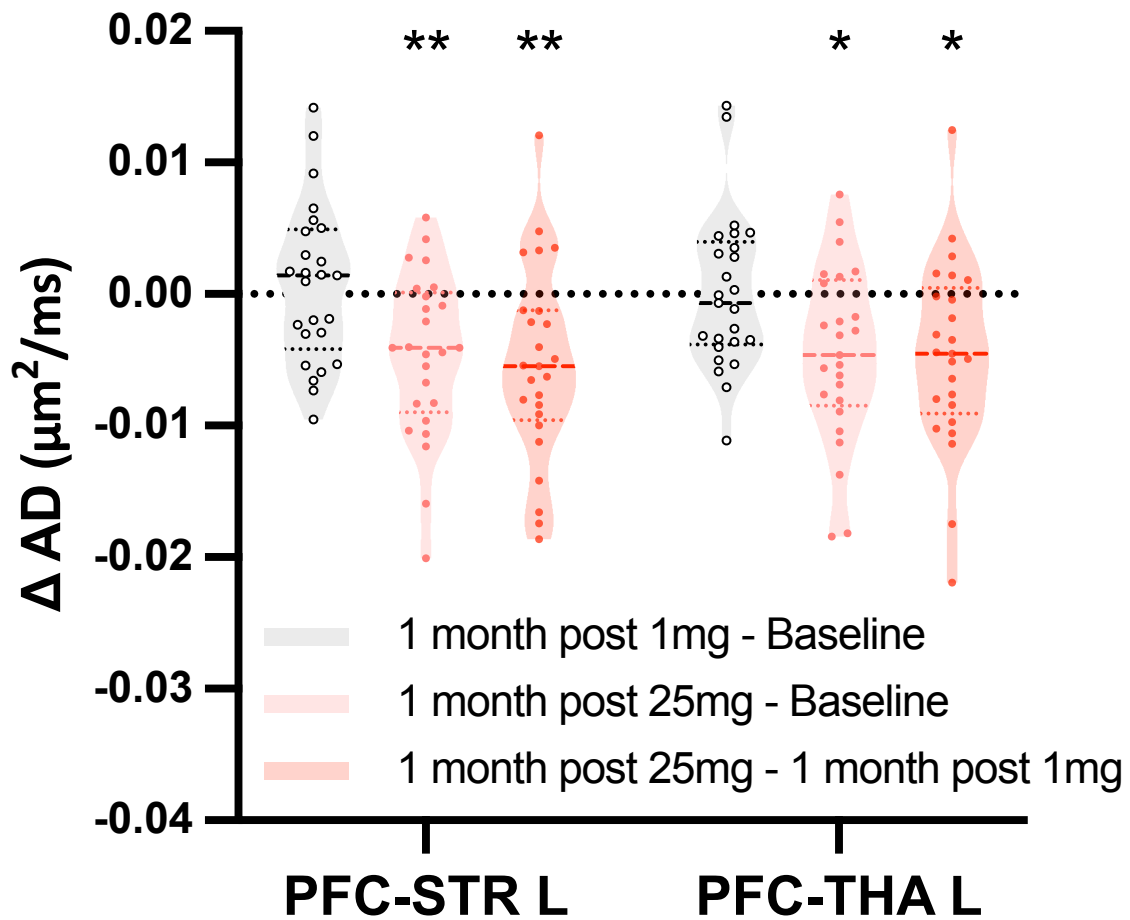 0.02
** ** * *
0.01
0.00
-0.01
-0.02
-0.03
-0.04
Δ AD (μm²/ms)
1 month post 1mg - Baseline
1 month post 25mg - Baseline
1 month post 25mg - 1 month post 1mg
PFC-STR L PFC-THA L